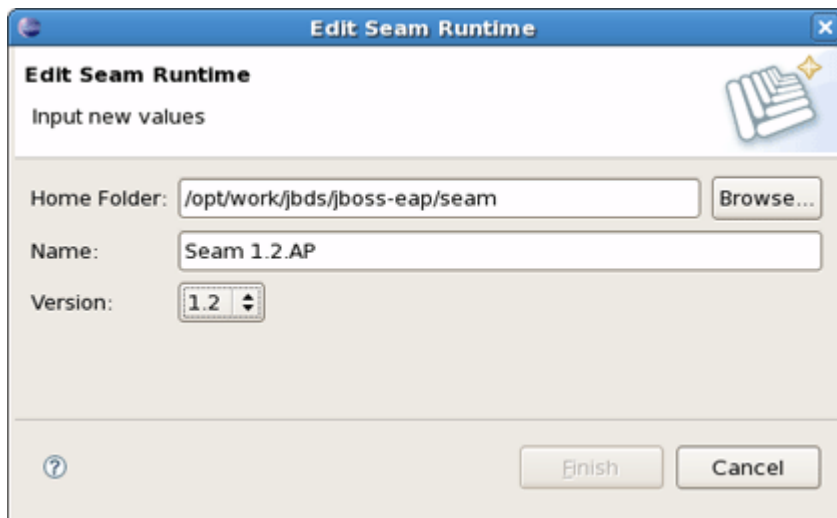 Edit Seam Runtime
Edit Seam Runtime
Input new values
Home Folder: /opt/work/jbds/jboss-eap/seam Browse...
Name: Seam 1.2.AP
Version: 1.2
? Finish Cancel